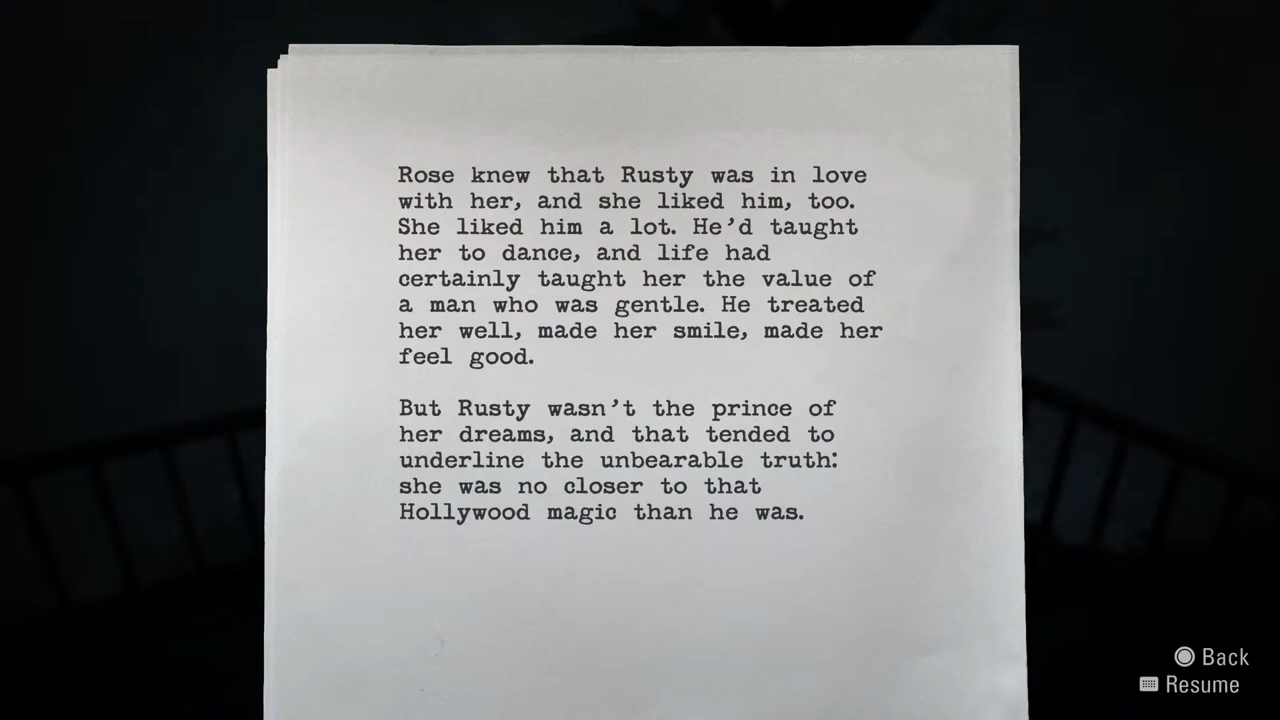 Rose knew that Rusty was in love
with her, and she liked him, too.
She liked him a lot. He’d taught
her to dance, and life had
certainly taught her the value of
a man who was gentle. He treated
her well, made her smile, made her
feel good.
But Rusty wasn’t the prince of
her dreams, and that tended to
underline the unbearable truth:
she was no closer to that
Hollywood magic than he was.
Back
Resume